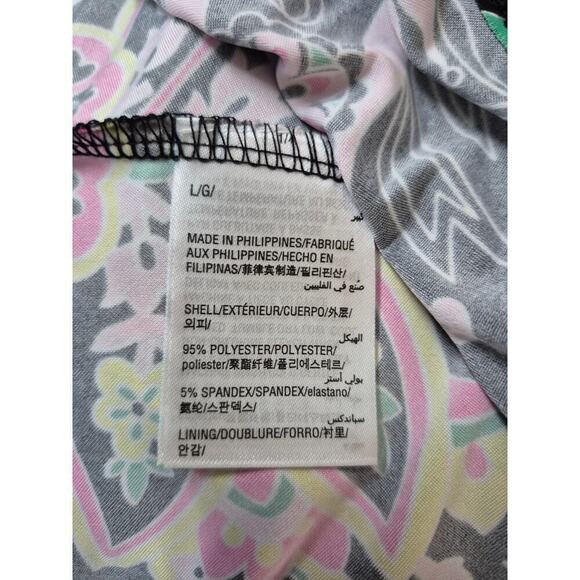 L/G/
كبير
MADE IN PHILIPPINES/FABRIQUÉ
AUX PHILIPPINES/HECHO EN
FILIPINAS/菲律宾制造/필리핀산/
صُنع في الفلبيين
SHELL/EXTÉRIEUR/CUERPO/外层/
외피/
الهيكل
95% POLYESTER/POLYESTER/
poliester/聚酯纤维/폴리에스테르/
بولي أستر
5% SPANDEX/SPANDEX/elastano/
氨纶/스판덱스/
سباندكس
LINING/DOUBLURE/FORRO/衬里/
안감/